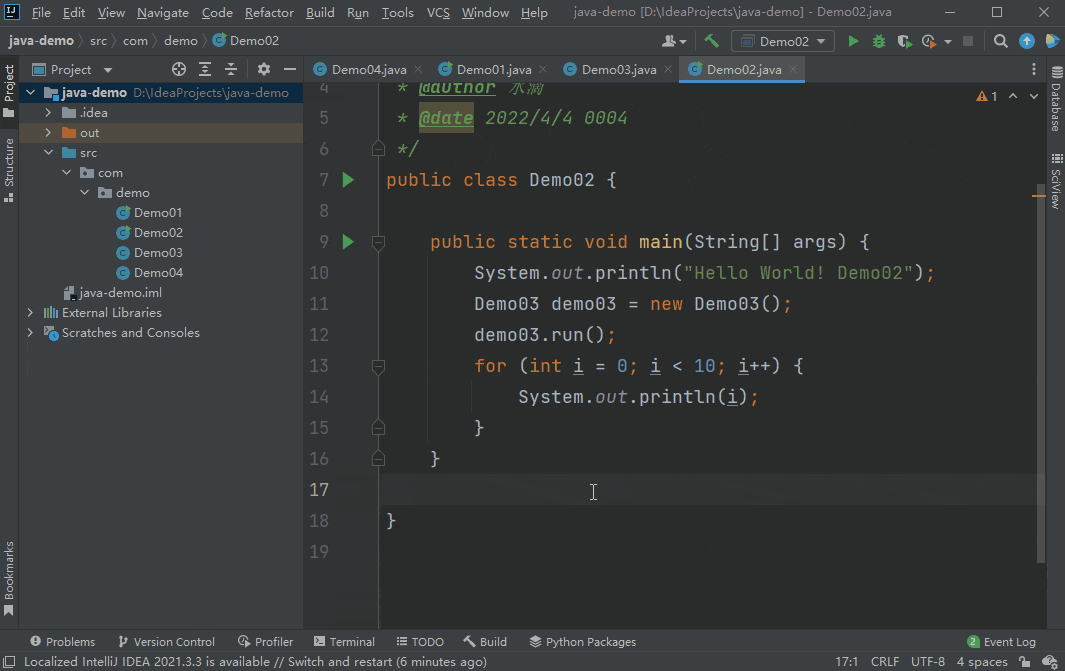 File Edit View Navigate Code Refactor Build Run Tools VCS Window Help java-demo [D:\IdeaProjects\java-demo] - Demo02.java
java-demo src com demo Demo02 Demo02
Project
Demo04.java Demo01.java Demo03.java Demo02.java
Project
Structure
Bookmarks
java-demo D:\IdeaProjects\java-demo
.idea
out
src
com
demo
Demo01
Demo02
Demo03
Demo04
java-demo.iml
External Libraries
Scratches and Consoles
4 * @author 水滴
5 * @date 2022/4/4 0004
6 */
7 public class Demo02 {
8
9 public static void main(String[] args) {
10 System.out.println("Hello World! Demo02");
11 Demo03 demo03 = new Demo03();
12 demo03.run();
13 for (int i = 0; i < 10; i++) {
14 System.out.println(i);
15 }
16 }
17
18 }
19
1
Database
SciView
Problems Version Control Profiler Terminal TODO Build Python Packages 2 Event Log
Localized IntelliJ IDEA 2021.3.3 is available // Switch and restart (6 minutes ago) 17:1 CRLF UTF-8 4 spaces